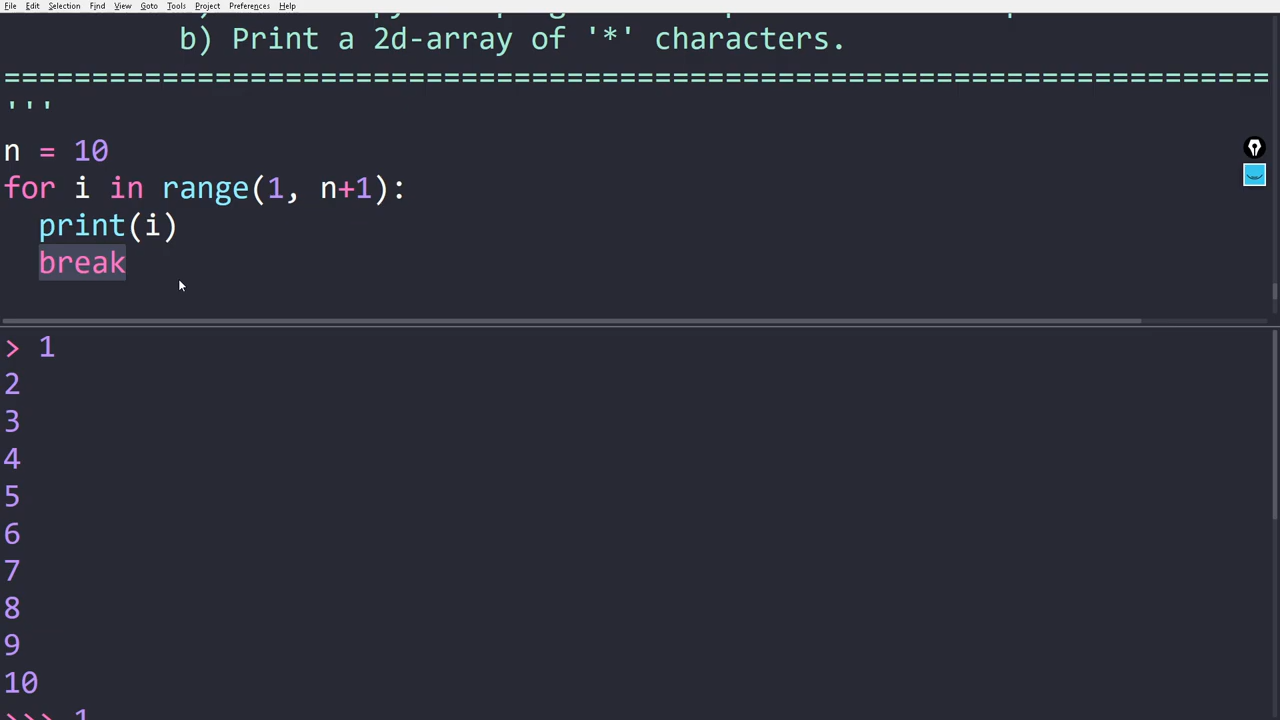 File Edit Selection Find View Goto Tools Project Preferences Help
b) Print a 2d-array of '*' characters.
========================================================================
'''
n = 10
for i in range(1, n+1):
print(i)
break
> 1
2
3
4
5
6
7
8
9
10
>>> 1